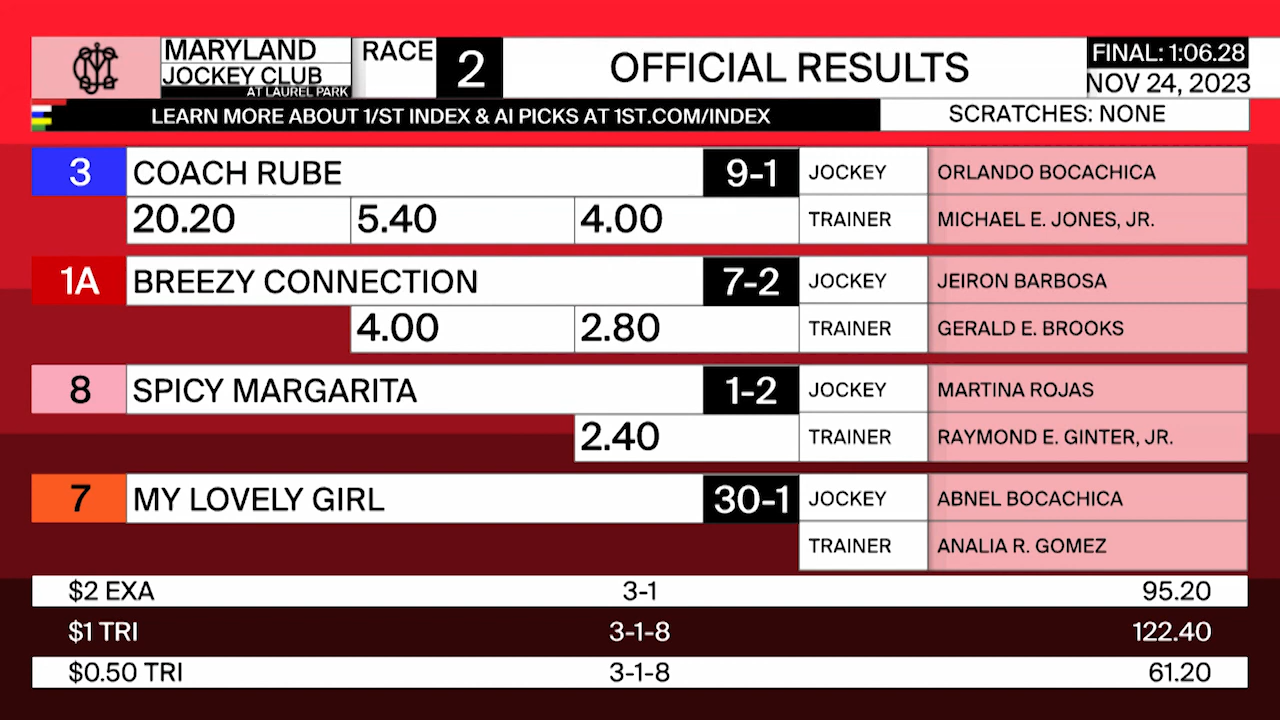 MARYLAND
JOCKEY CLUB
AT LAUREL PARK
RACE 2
OFFICIAL RESULTS
FINAL: 1:06.28
NOV 24, 2023
LEARN MORE ABOUT 1/ST INDEX & AI PICKS AT 1ST.COM/INDEX
SCRATCHES: NONE
3 COACH RUBE 9-1 JOCKEY ORLANDO BOCACHICA
20.20 5.40 4.00 TRAINER MICHAEL E. JONES, JR.
1A BREEZY CONNECTION 7-2 JOCKEY JEIRON BARBOSA
4.00 2.80 TRAINER GERALD E. BROOKS
8 SPICY MARGARITA 1-2 JOCKEY MARTINA ROJAS
2.40 TRAINER RAYMOND E. GINTER, JR.
7 MY LOVELY GIRL 30-1 JOCKEY ABNEL BOCACHICA
TRAINER ANALIA R. GOMEZ
$2 EXA 3-1 95.20
$1 TRI 3-1-8 122.40
$0.50 TRI 3-1-8 61.20